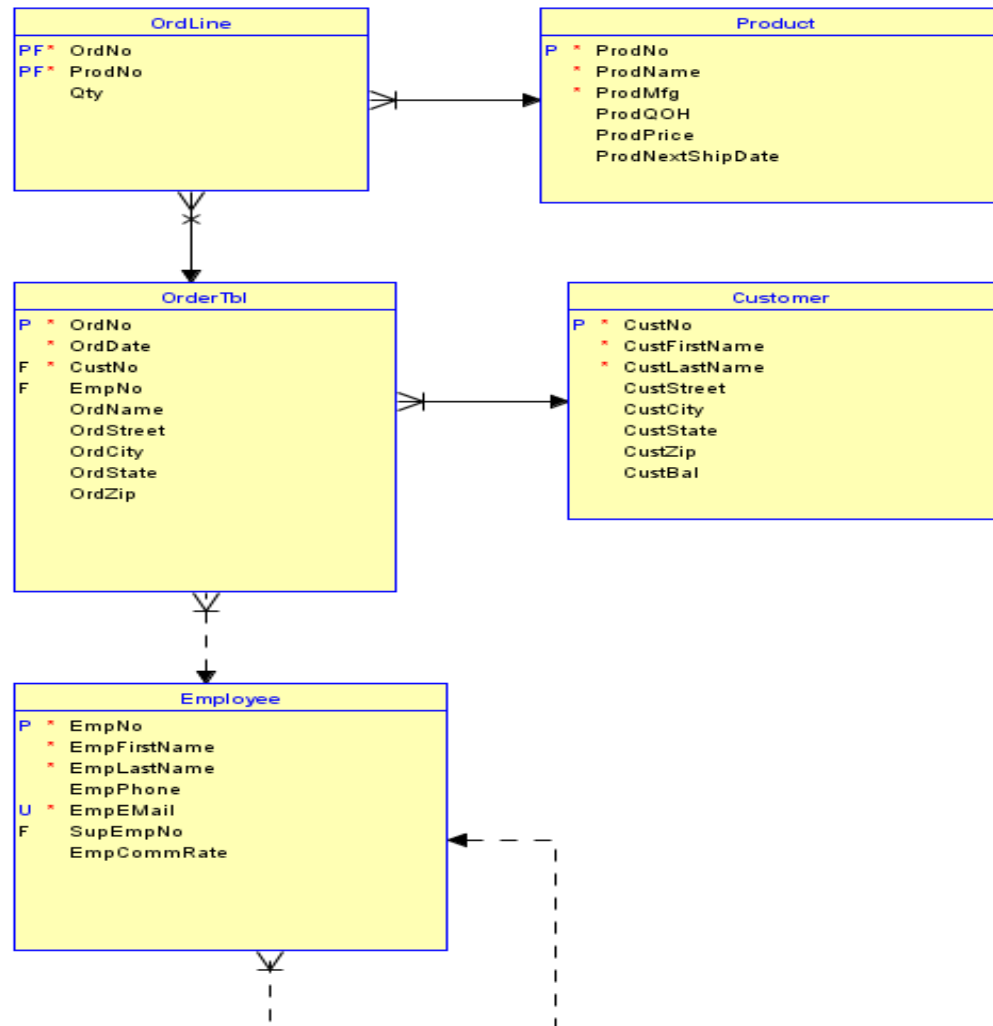 OrdLine
PF* OrdNo
PF* ProdNo
Qty
Product
P * ProdNo
* ProdName
* ProdMfg
ProdQOH
ProdPrice
ProdNextShipDate
OrderTbl
P * OrdNo
* OrdDate
F * CustNo
F EmpNo
OrdName
OrdStreet
OrdCity
OrdState
OrdZip
Customer
P * CustNo
* CustFirstName
* CustLastName
CustStreet
CustCity
CustState
CustZip
CustBal
Employee
P * EmpNo
* EmpFirstName
* EmpLastName
EmpPhone
U * EmpEMail
F SupEmpNo
EmpCommRate